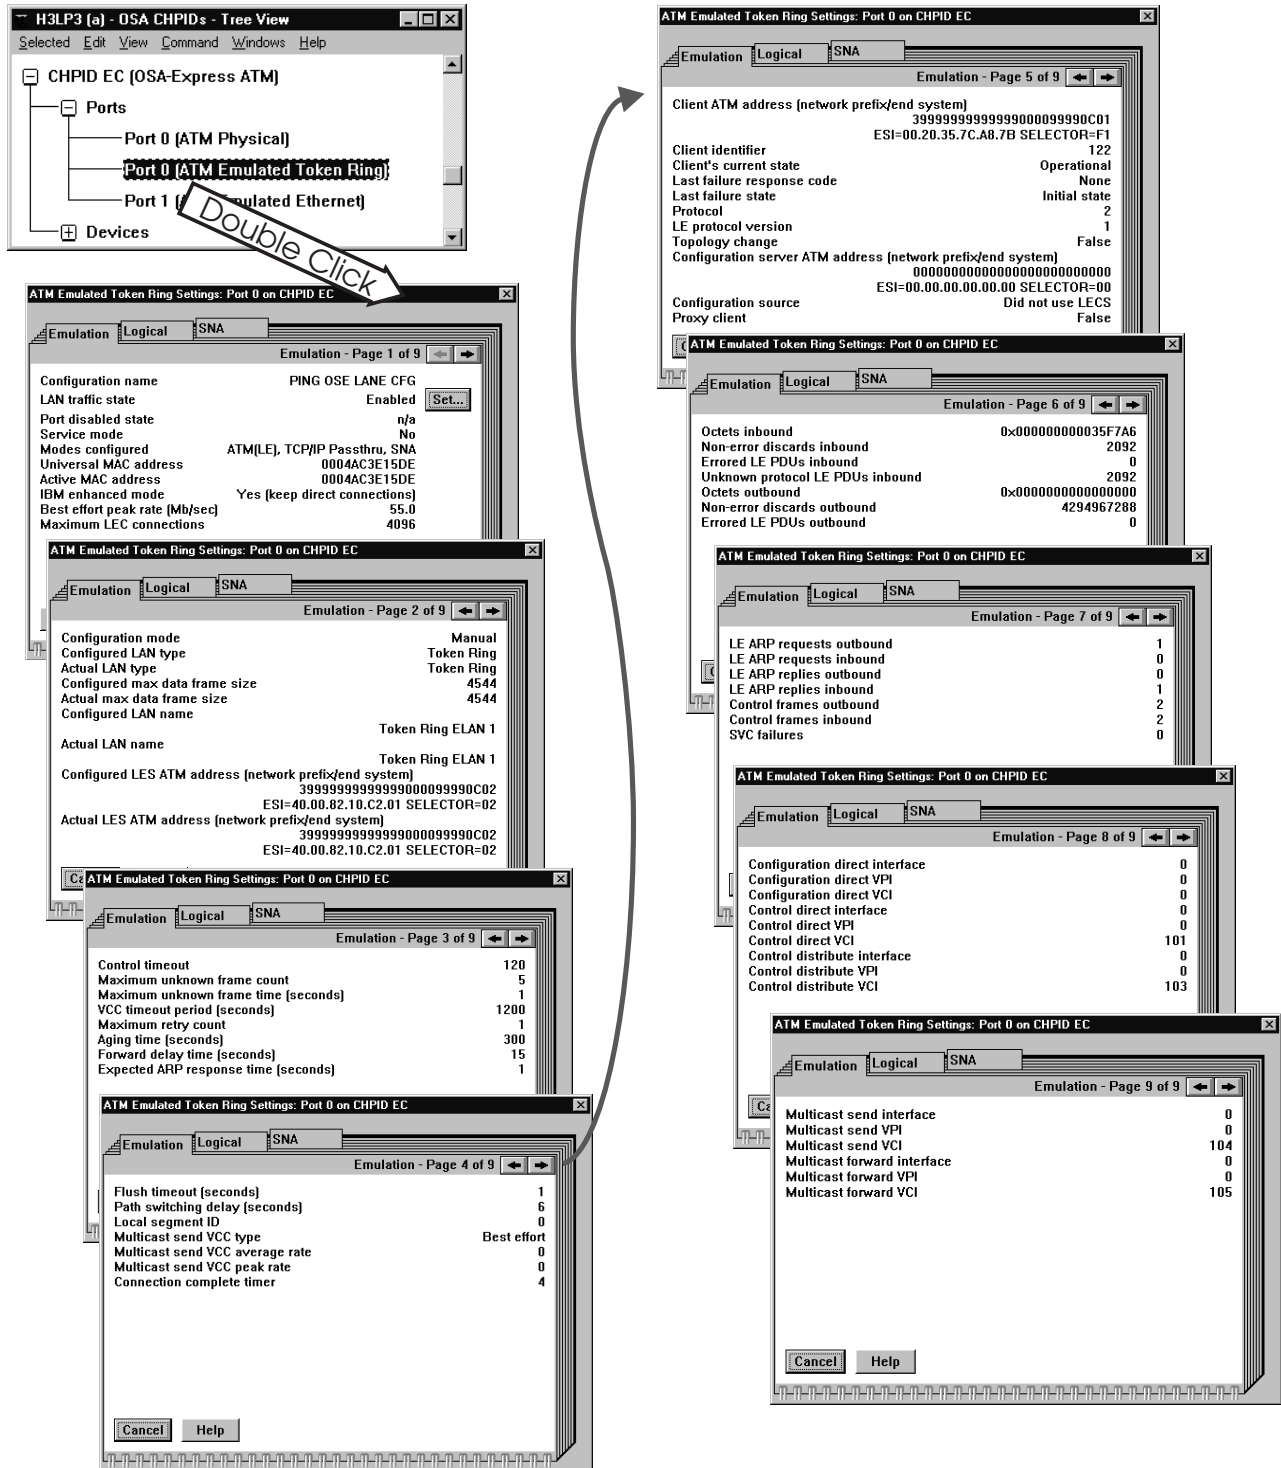 H3LP3 (a) - OSA CHPIDs - Tree View
Selected Edit View Command Windows Help
CHPID EC (OSA-Express ATM)
Ports
Port 0 (ATM Physical)
Port 0 (ATM Emulated Token Ring)
Port 1 (A ulated Ethernet)
Devices
Double Click
ATM Emulated Token Ring Settings: Port 0 on CHPID EC
Emulation Logical SNA
Emulation - Page 1 of 9
Configuration name PING OSE LANE CFG
LAN traffic state Enabled Set...
Port disabled state n/a
Service mode No
Modes configured ATM(LE), TCP/IP Passthru, SNA
Universal MAC address 0004AC3E15DE
Active MAC address 0004AC3E15DE
IBM enhanced mode Yes (keep direct connections)
Best effort peak rate (Mb/sec) 55.0
Maximum LEC connections 4096
ATM Emulated Token Ring Settings: Port 0 on CHPID EC
Emulation Logical SNA
Emulation - Page 2 of 9
Configuration mode Manual
Configured LAN type Token Ring
Actual LAN type Token Ring
Configured max data frame size 4544
Actual max data frame size 4544
Configured LAN name
Token Ring ELAN 1
Actual LAN name
Token Ring ELAN 1
Configured LES ATM address (network prefix/end system)
39999999999999000099990C02
ESI=40.00.82.10.C2.01 SELECTOR=02
Actual LES ATM address (network prefix/end system)
39999999999999000099990C02
ESI=40.00.82.10.C2.01 SELECTOR=02
Ca
ATM Emulated Token Ring Settings: Port 0 on CHPID EC
Emulation Logical SNA
Emulation - Page 3 of 9
Control timeout 120
Maximum unknown frame count 5
Maximum unknown frame time (seconds) 1
VCC timeout period (seconds) 1200
Maximum retry count 1
Aging time (seconds) 300
Forward delay time (seconds) 15
Expected ARP response time (seconds) 1
ATM Emulated Token Ring Settings: Port 0 on CHPID EC
Emulation Logical SNA
Emulation - Page 4 of 9
Flush timeout (seconds) 1
Path switching delay (seconds) 6
Local segment ID 0
Multicast send VCC type Best effort
Multicast send VCC average rate 0
Multicast send VCC peak rate 0
Connection complete timer 4
Cancel Help
ATM Emulated Token Ring Settings: Port 0 on CHPID EC
Emulation Logical SNA
Emulation - Page 5 of 9
Client ATM address (network prefix/end system)
39999999999999000099990C01
ESI=00.20.35.7C.A8.7B SELECTOR=F1
Client identifier 122
Client's current state Operational
Last failure response code None
Last failure state Initial state
Protocol 2
LE protocol version 1
Topology change False
Configuration server ATM address (network prefix/end system)
00000000000000000000000000
ESI=00.00.00.00.00.00 SELECTOR=00
Configuration source Did not use LECS
Proxy client False
C
ATM Emulated Token Ring Settings: Port 0 on CHPID EC
Emulation Logical SNA
Emulation - Page 6 of 9
Octets inbound 0x000000000035F7A6
Non-error discards inbound 2092
Errored LE PDUs inbound 0
Unknown protocol LE PDUs inbound 2092
Octets outbound 0x0000000000000000
Non-error discards outbound 4294967288
Errored LE PDUs outbound 0
C
ATM Emulated Token Ring Settings: Port 0 on CHPID EC
Emulation Logical SNA
Emulation - Page 7 of 9
LE ARP requests outbound 1
LE ARP requests inbound 0
LE ARP replies outbound 0
LE ARP replies inbound 1
Control frames outbound 2
Control frames inbound 2
SVC failures 0
ATM Emulated Token Ring Settings: Port 0 on CHPID EC
Emulation Logical SNA
Emulation - Page 8 of 9
Configuration direct interface 0
Configuration direct VPI 0
Configuration direct VCI 0
Control direct interface 0
Control direct VPI 0
Control direct VCI 101
Control distribute interface 0
Control distribute VPI 0
Control distribute VCI 103
Ca
ATM Emulated Token Ring Settings: Port 0 on CHPID EC
Emulation Logical SNA
Emulation - Page 9 of 9
Multicast send interface 0
Multicast send VPI 0
Multicast send VCI 104
Multicast forward interface 0
Multicast forward VPI 0
Multicast forward VCI 105
Cancel Help